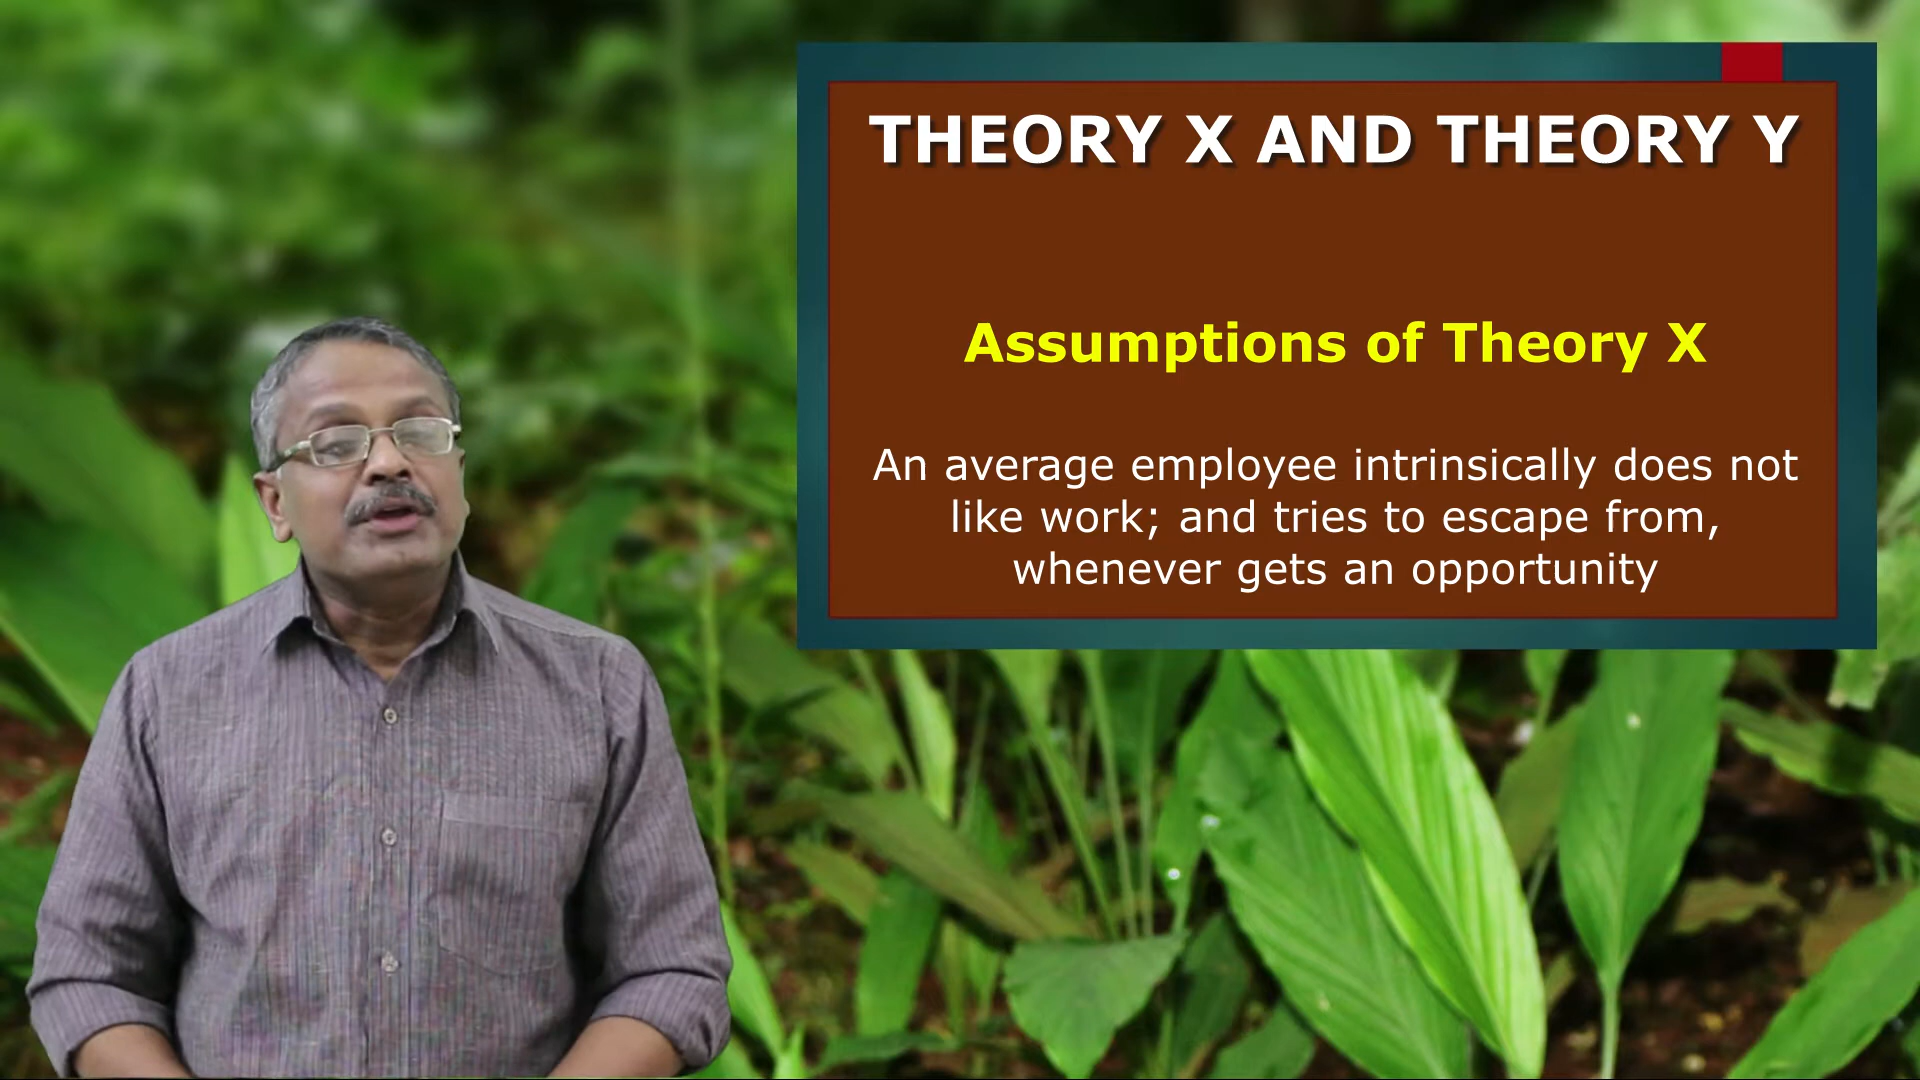 THEORY X AND THEORY Y
Assumptions of Theory X
An average employee intrinsically does not
like work; and tries to escape from,
whenever gets an opportunity